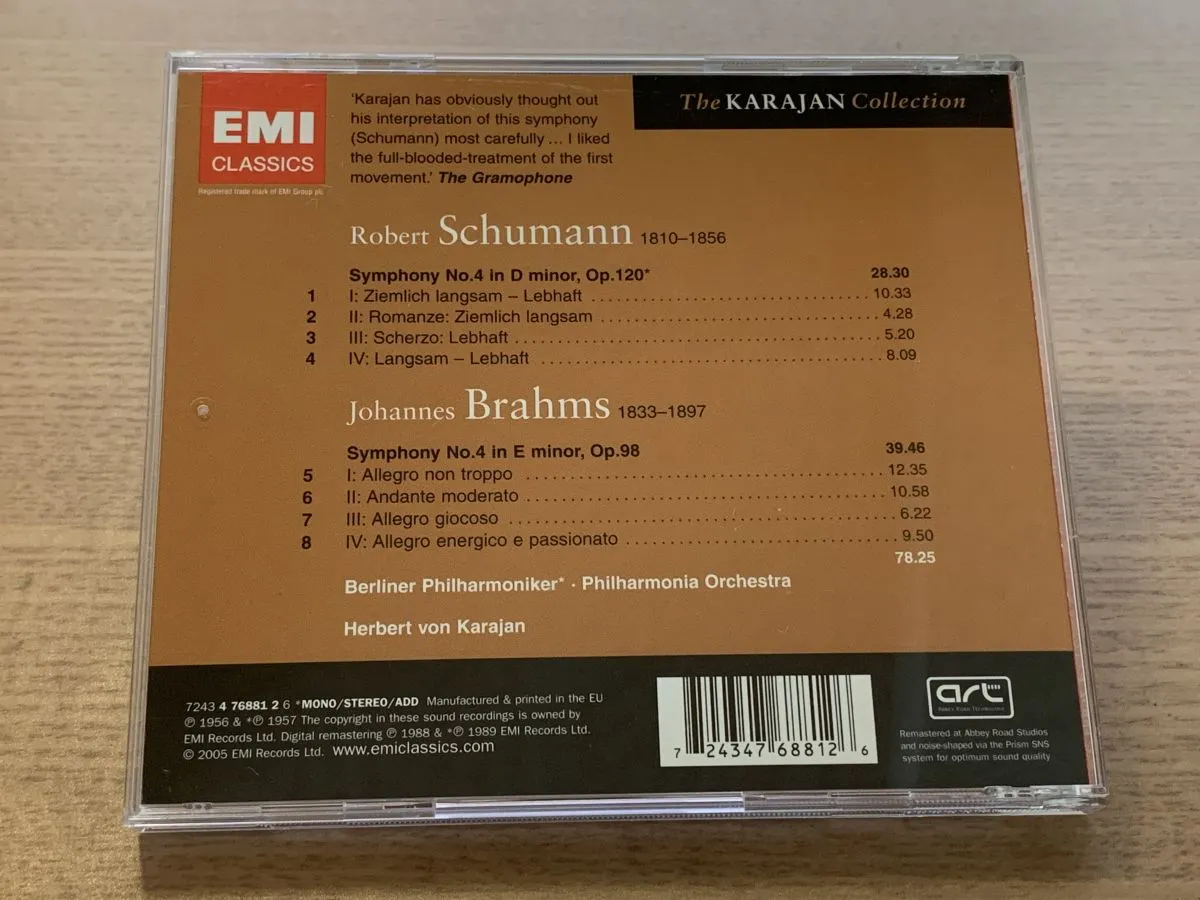 EMI
CLASSICS
Registered trade mark of EMI Group plc
'Karajan has obviously thought out
his interpretation of this symphony
(Schumann) most carefully ... I liked
the full-blooded-treatment of the first
movement.' The Gramophone
The KARAJAN Collection
Robert Schumann 1810–1856
Symphony No.4 in D minor, Op.120* 28.30
1 I: Ziemlich langsam – Lebhaft 10.33
2 II: Romanze: Ziemlich langsam 4.28
3 III: Scherzo: Lebhaft 5.20
4 IV: Langsam – Lebhaft 8.09
Johannes Brahms 1833–1897
Symphony No.4 in E minor, Op.98 39.46
5 I: Allegro non troppo 12.35
6 II: Andante moderato 10.58
7 III: Allegro giocoso 6.22
8 IV: Allegro energico e passionato 9.50
78.25
Berliner Philharmoniker* · Philharmonia Orchestra
Herbert von Karajan
7243 4 76881 2 6 *MONO/STEREO/ADD Manufactured & printed in the EU
℗ 1956 & *℗ 1957 The copyright in these sound recordings is owned by
EMI Records Ltd. Digital remastering ℗ 1988 & *℗ 1989 EMI Records Ltd.
© 2005 EMI Records Ltd. www.emiclassics.com
7 24347 68812 6
art
Abbey Road Technology
Remastered at Abbey Road Studios
and noise-shaped via the Prism SNS
system for optimum sound quality